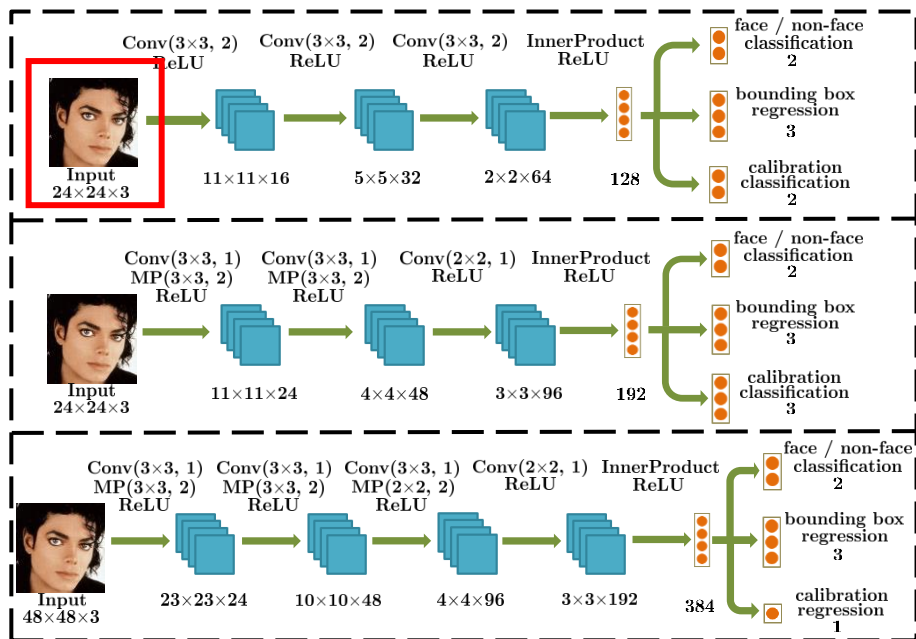 Conv(3×3, 2)
ReLU
Conv(3×3, 2)
ReLU
Conv(3×3, 2)
ReLU
InnerProduct
ReLU
face / non-face
classification
2
bounding box
regression
3
calibration
classification
2
Input
24×24×3
11×11×16
5×5×32
2×2×64
128
Conv(3×3, 1)
MP(3×3, 2)
ReLU
Conv(3×3, 1)
MP(3×3, 2)
ReLU
Conv(2×2, 1)
ReLU
InnerProduct
ReLU
face / non-face
classification
2
bounding box
regression
3
calibration
classification
3
Input
24×24×3
11×11×24
4×4×48
3×3×96
192
Conv(3×3, 1)
MP(3×3, 2)
ReLU
Conv(3×3, 1)
MP(3×3, 2)
ReLU
Conv(3×3, 1)
MP(2×2, 2)
ReLU
Conv(2×2, 1)
ReLU
InnerProduct
ReLU
face / non-face
classification
2
bounding box
regression
3
calibration
regression
1
Input
48×48×3
23×23×24
10×10×48
4×4×96
3×3×192
384